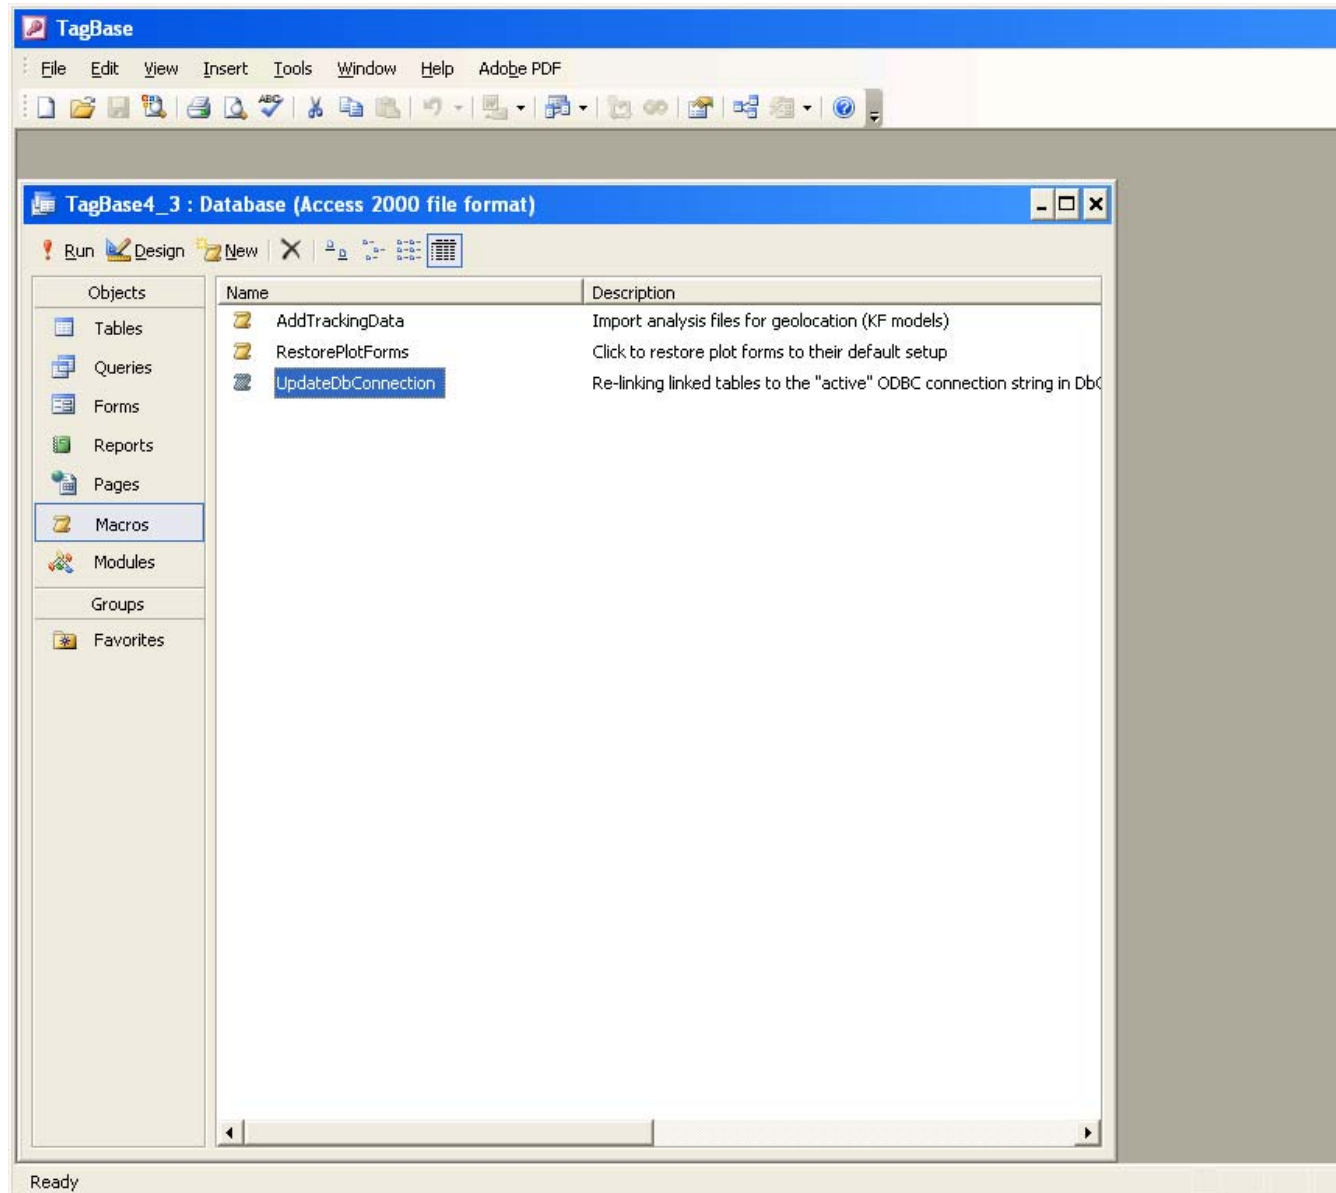 TagBase
File Edit View Insert Tools Window Help Adobe PDF
ABC
TagBase4_3 : Database (Access 2000 file format)
Run Design New
Objects
Name Description
Tables
AddTrackingData Import analysis files for geolocation (KF models)
RestorePlotForms Click to restore plot forms to their default setup
Queries
UpdateDbConnection Re-linking linked tables to the "active" ODBC connection string in DbC
Forms
Reports
Pages
Macros
Modules
Groups
Favorites
Ready